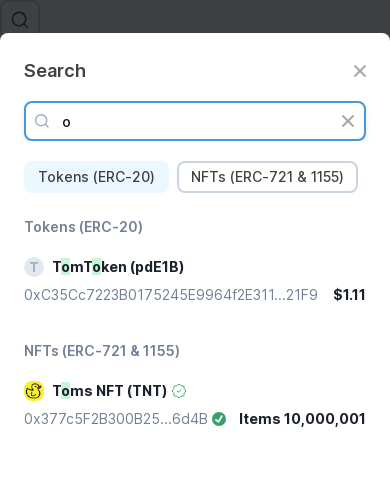 Search
o
Tokens (ERC-20)
NFTs (ERC-721 & 1155)
Tokens (ERC-20)
T
TomToken (pdE1B)
0xC35Cc7223B0175245E9964f2E311...21F9 $1.11
NFTs (ERC-721 & 1155)
Toms NFT (TNT)
0x377c5F2B300B25...6d4B Items 10,000,001